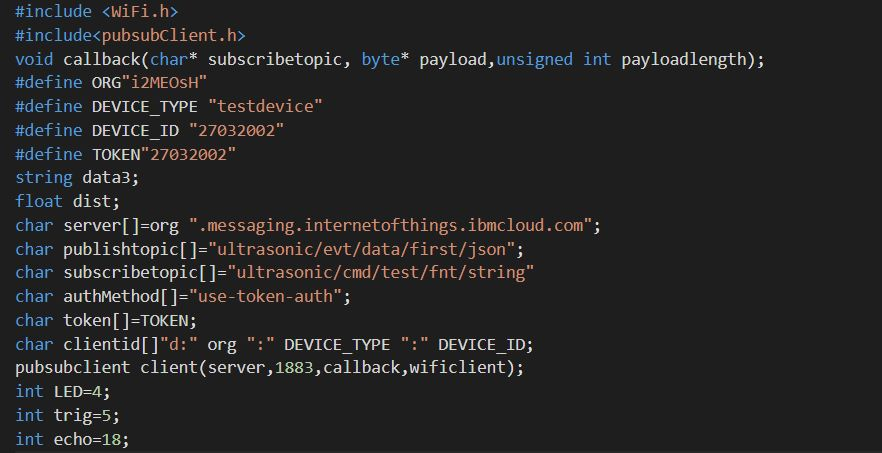 #include <WiFi.h>
#include<pubsubClient.h>
void callback(char* subscribetopic, byte* payload,unsigned int payloadlength);
#define ORG"i2MEOsH"
#define DEVICE_TYPE "testdevice"
#define DEVICE_ID "27032002"
#define TOKEN"27032002"
string data3;
float dist;
char server[]=org ".messaging.internetofthings.ibmcloud.com";
char publishtopic[]="ultrasonic/evt/data/first/json";
char subscribetopic[]="ultrasonic/cmd/test/fnt/string"
char authMethod[]="use-token-auth";
char token[]=TOKEN;
char clientid[]"d:" org ":" DEVICE_TYPE ":" DEVICE_ID;
pubsubclient client(server,1883,callback,wificlient);
int LED=4;
int trig=5;
int echo=18;